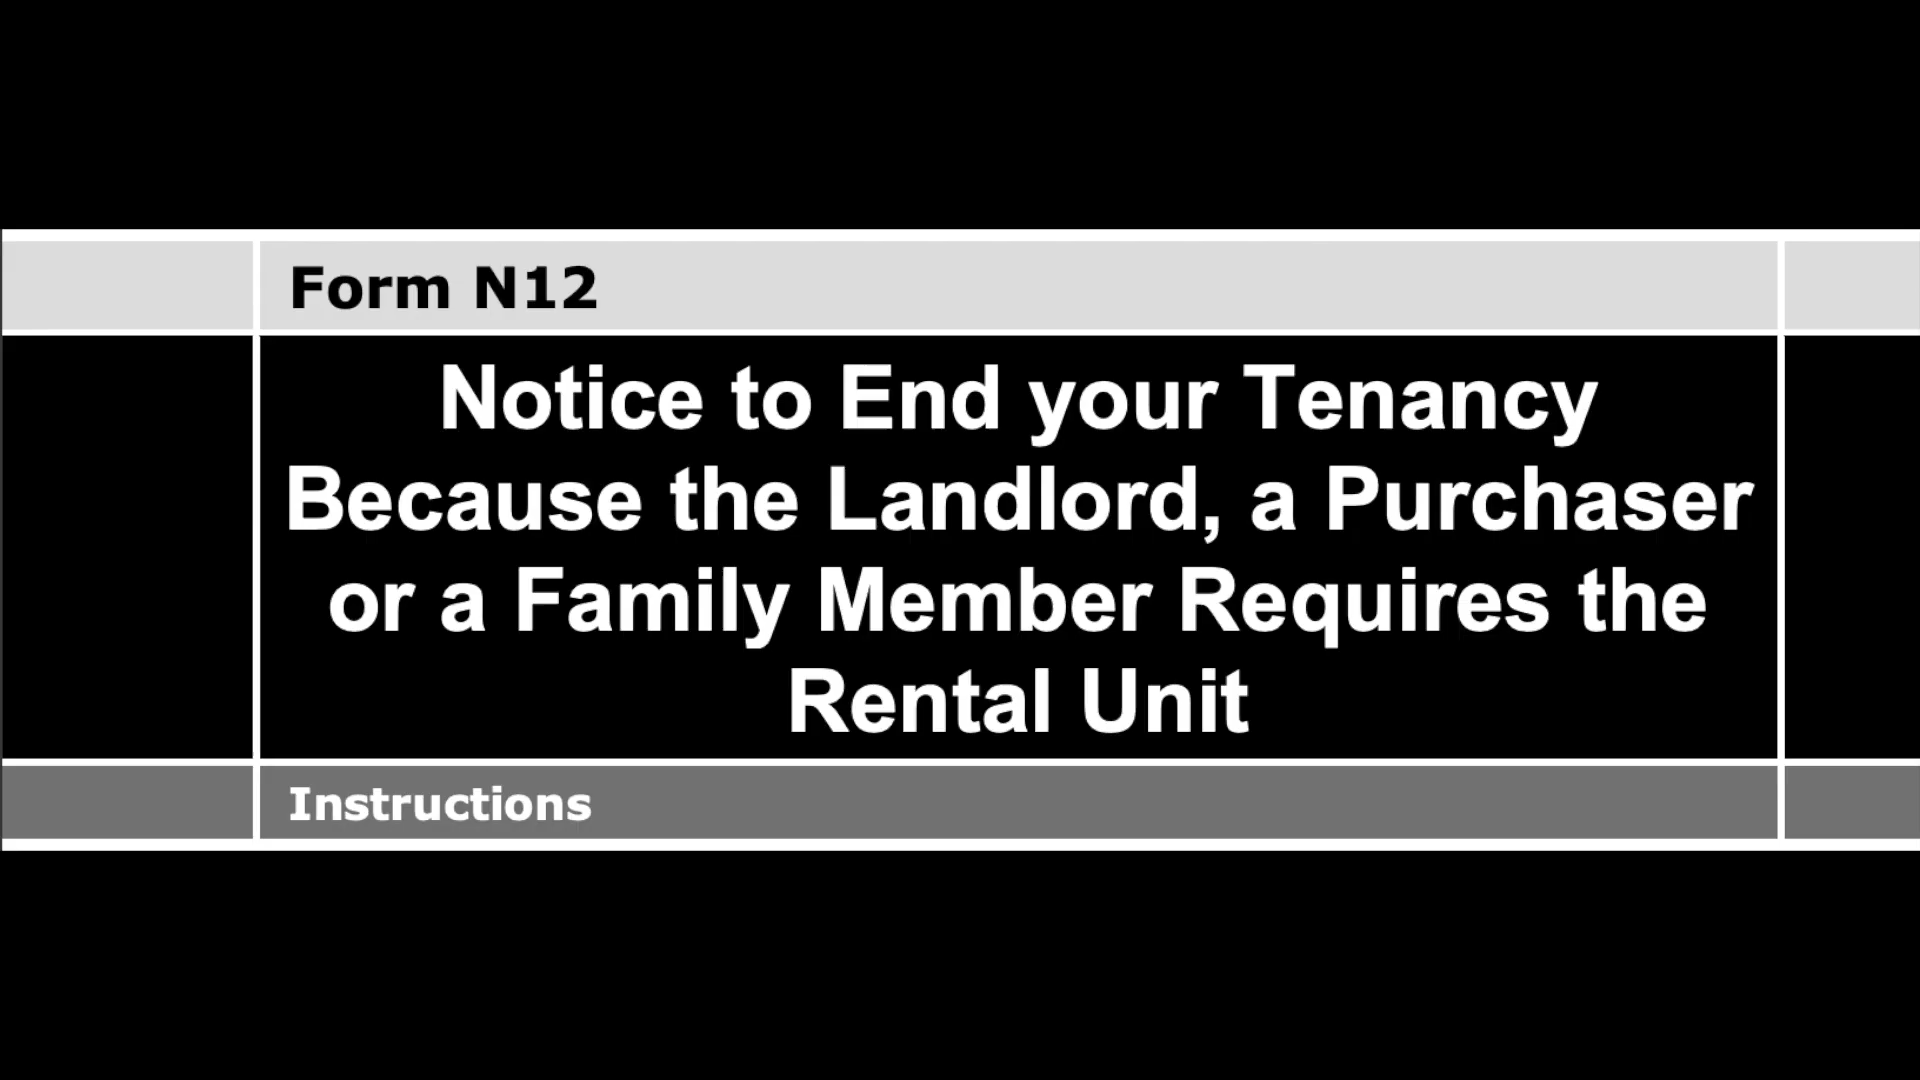 Form N12
Notice to End your Tenancy
Because the Landlord, a Purchaser
or a Family Member Requires the
Rental Unit
Instructions